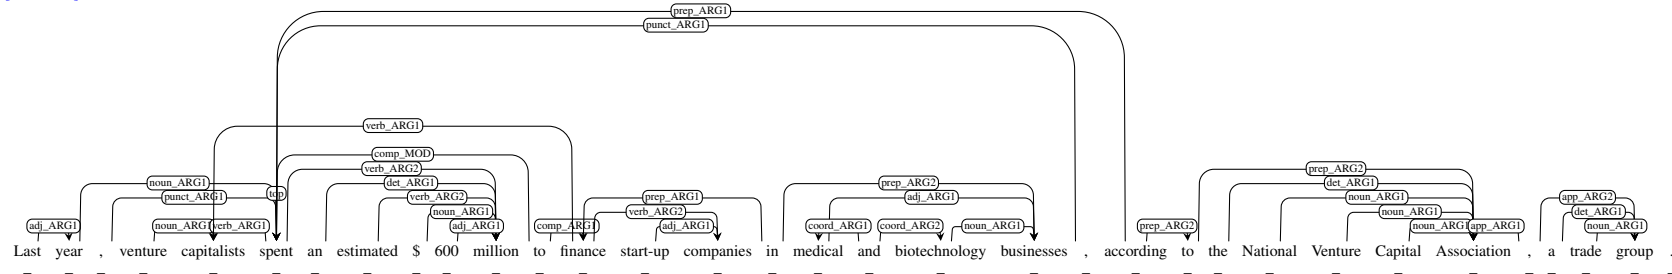 prep_ARG1
punct_ARG1
verb_ARG1
comp_MOD
verb_ARG2 prep_ARG2
noun_ARG1 det_ARG1 prep_ARG2 det_ARG1
top
punct_ARG1 verb_ARG2 prep_ARG1 adj_ARG1 noun_ARG1 app_ARG2
noun_ARG1 verb_ARG2 noun_ARG1 det_ARG1
adj_ARG1 noun_ARG1 verb_ARG1 adj_ARG1 comp_ARG1 adj_ARG1 coord_ARG1 coord_ARG2 noun_ARG1 prep_ARG2 noun_ARG1 app_ARG1 noun_ARG1
Last year , venture capitalists spent an estimated $ 600 million to finance start-up companies in medical and biotechnology businesses , according to the National Venture Capital Association , a trade group .